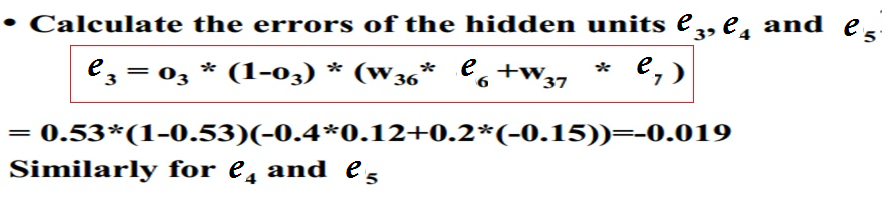 • Calculate the errors of the hidden units e₃, e₄ and e₅
e₃ = o₃ * (1-o₃) * (w₃₆* e₆ +w₃₇ * e₇ )
= 0.53*(1-0.53)(-0.4*0.12+0.2*(-0.15))=-0.019
Similarly for e₄ and e₅